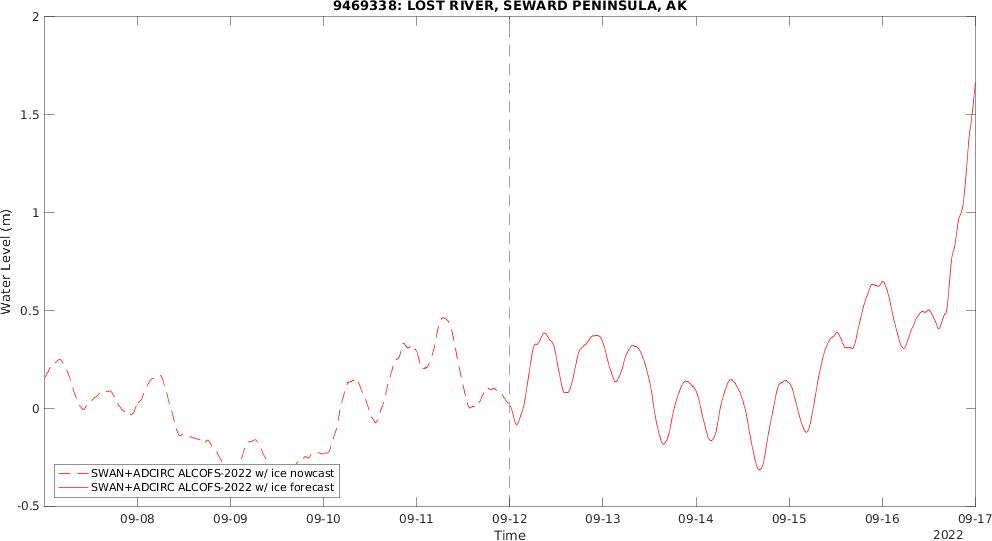 9469338: LOST RIVER, SEWARD PENINSULA, AK
2
1.5
1
0.5
0
-0.5
Water Level (m)
SWAN+ADCIRC ALCOFS-2022 w/ ice nowcast
SWAN+ADCIRC ALCOFS-2022 w/ ice forecast
09-08 09-09 09-10 09-11 09-12 09-13 09-14 09-15 09-16 09-17
Time
2022